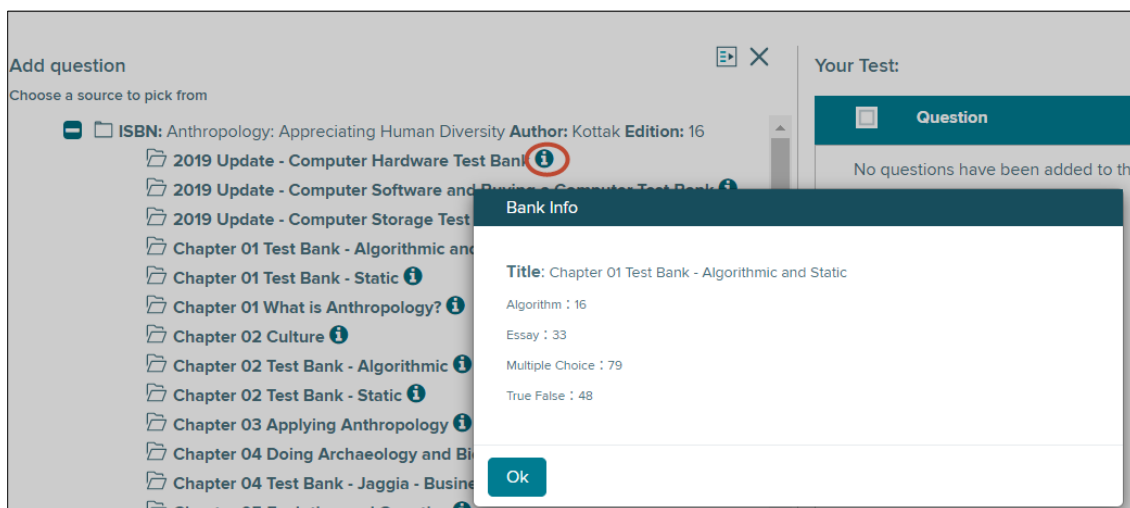 Add question
Choose a source to pick from
ISBN: Anthropology: Appreciating Human Diversity Author: Kottak Edition: 16
2019 Update - Computer Hardware Test Bank
2019 Update - Computer Software and Buying a Computer Test Bank
2019 Update - Computer Storage Test
Chapter 01 Test Bank - Algorithmic and
Chapter 01 Test Bank - Static
Chapter 01 What is Anthropology?
Chapter 02 Culture
Chapter 02 Test Bank - Algorithmic
Chapter 02 Test Bank - Static
Chapter 03 Applying Anthropology
Chapter 04 Doing Archaeology and
Chapter 04 Test Bank - Jaggia -
Your Test:
Question
No questions have been added to
Bank Info
Title: Chapter 01 Test Bank - Algorithmic and Static
Algorithm : 16
Essay : 33
Multiple Choice : 79
True False : 48
Ok